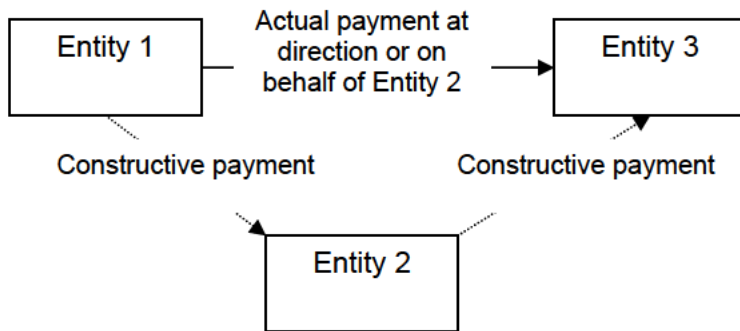 Entity 1
Actual payment at
direction or on
behalf of Entity 2
Entity 3
Constructive payment
Constructive payment
Entity 2